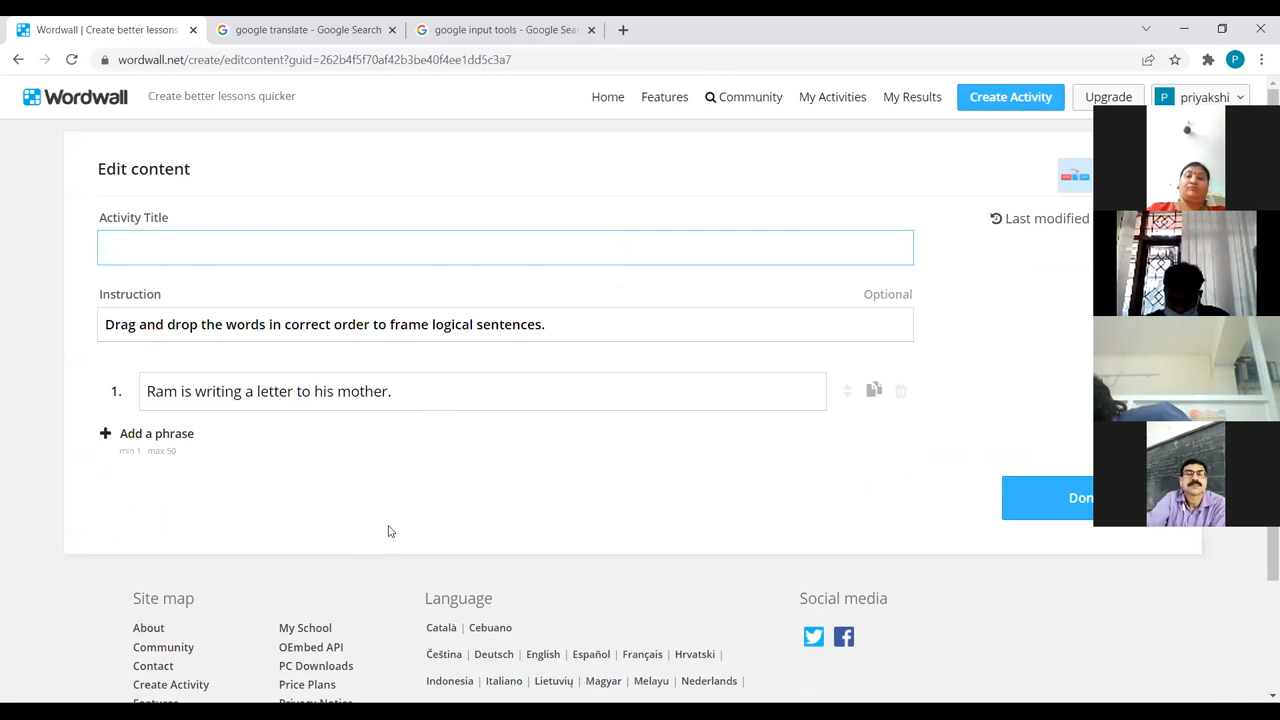 Wordwall | Create better lessons
google translate - Google Search
google input tools - Google Sea
wordwall.net/create/editcontent?guid=262b4f5f70af42b3be40f4ee1dd5c3a7
P
Wordwall
Create better lessons quicker
Home
Features
Community
My Activities
My Results
Create Activity
Upgrade
P priyakshi
Edit content
Activity Title
Last modified
Instruction
Optional
Drag and drop the words in correct order to frame logical sentences.
1. Ram is writing a letter to his mother.
+ Add a phrase
min 1 max 50
Don
Site map
About
Community
Contact
Create Activity
Features
My School
OEmbed API
PC Downloads
Price Plans
Privacy Notice
Language
Català | Cebuano
Čeština | Deutsch | English | Español | Français | Hrvatski |
Indonesia | Italiano | Lietuvių | Magyar | Melayu | Nederlands |
Social media